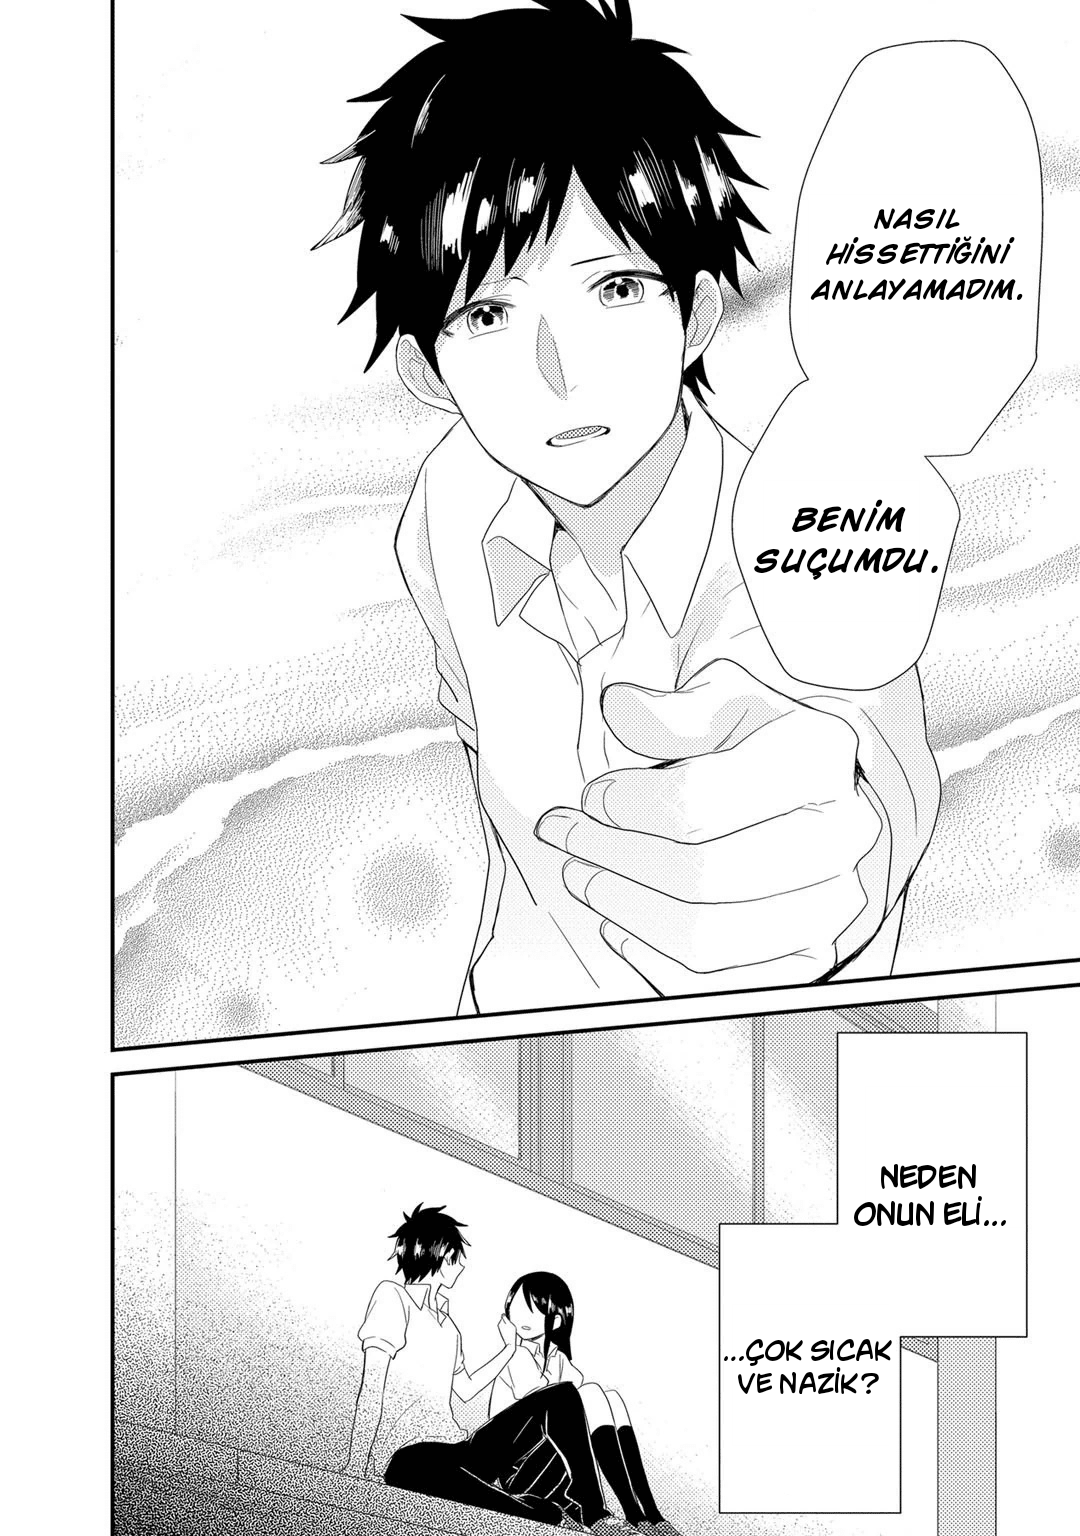 NASIL
HİSSETTİĞİNİ
ANLAYAMADIM.
BENİM
SUÇUMDU.
NEDEN
ONUN ELİ...
...ÇOK SICAK
VE NAZİK?